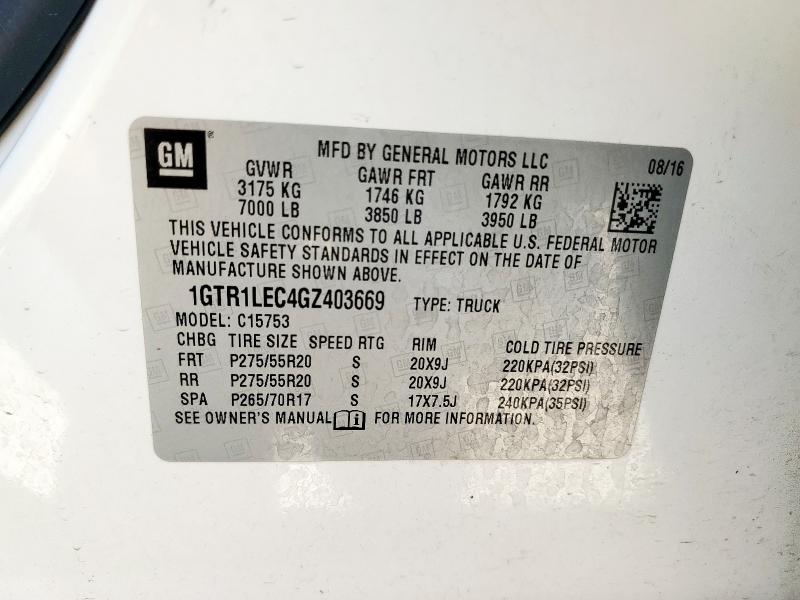 GM® MFD BY GENERAL MOTORS LLC 08/16
GVWR GAWR FRT GAWR RR
3175 KG 1746 KG 1792 KG
7000 LB 3850 LB 3950 LB
THIS VEHICLE CONFORMS TO ALL APPLICABLE U.S. FEDERAL MOTOR
VEHICLE SAFETY STANDARDS IN EFFECT ON THE DATE OF
MANUFACTURE SHOWN ABOVE.
1GTR1LEC4GZ403669 TYPE: TRUCK
MODEL: C15753
CHBG TIRE SIZE SPEED RTG RIM COLD TIRE PRESSURE
FRT P275/55R20 S 20X9J 220KPA(32PSI)
RR P275/55R20 S 20X9J 220KPA(32PSI)
SPA P265/70R17 S 17X7.5J 240KPA(35PSI)
SEE OWNER'S MANUAL i FOR MORE INFORMATION.